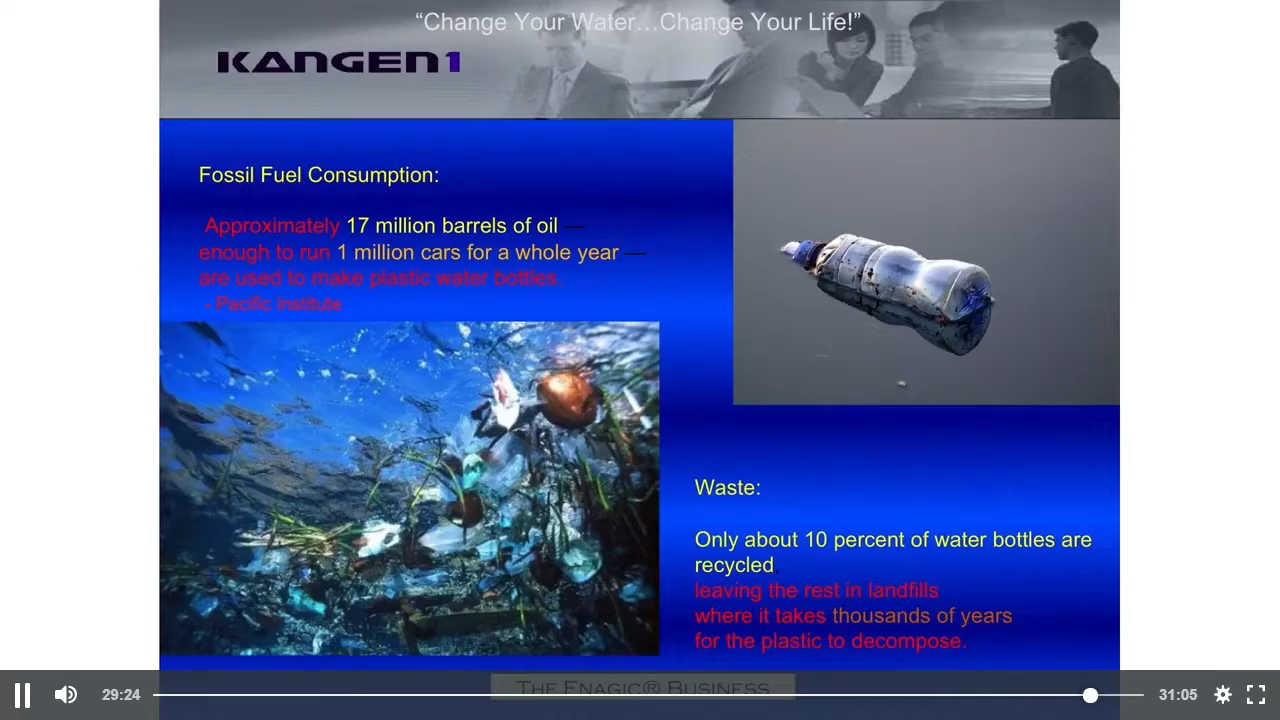 “Change Your Water…Change Your Life!”
KANGEN1
Fossil Fuel Consumption:
Approximately 17 million barrels of oil —
enough to run 1 million cars for a whole year —
are used to make plastic water bottles.
- Pacific Institute
Waste:
Only about 10 percent of water bottles are
recycled,
leaving the rest in landfills
where it takes thousands of years
for the plastic to decompose.
The Enagic® Business
29:24
31:05